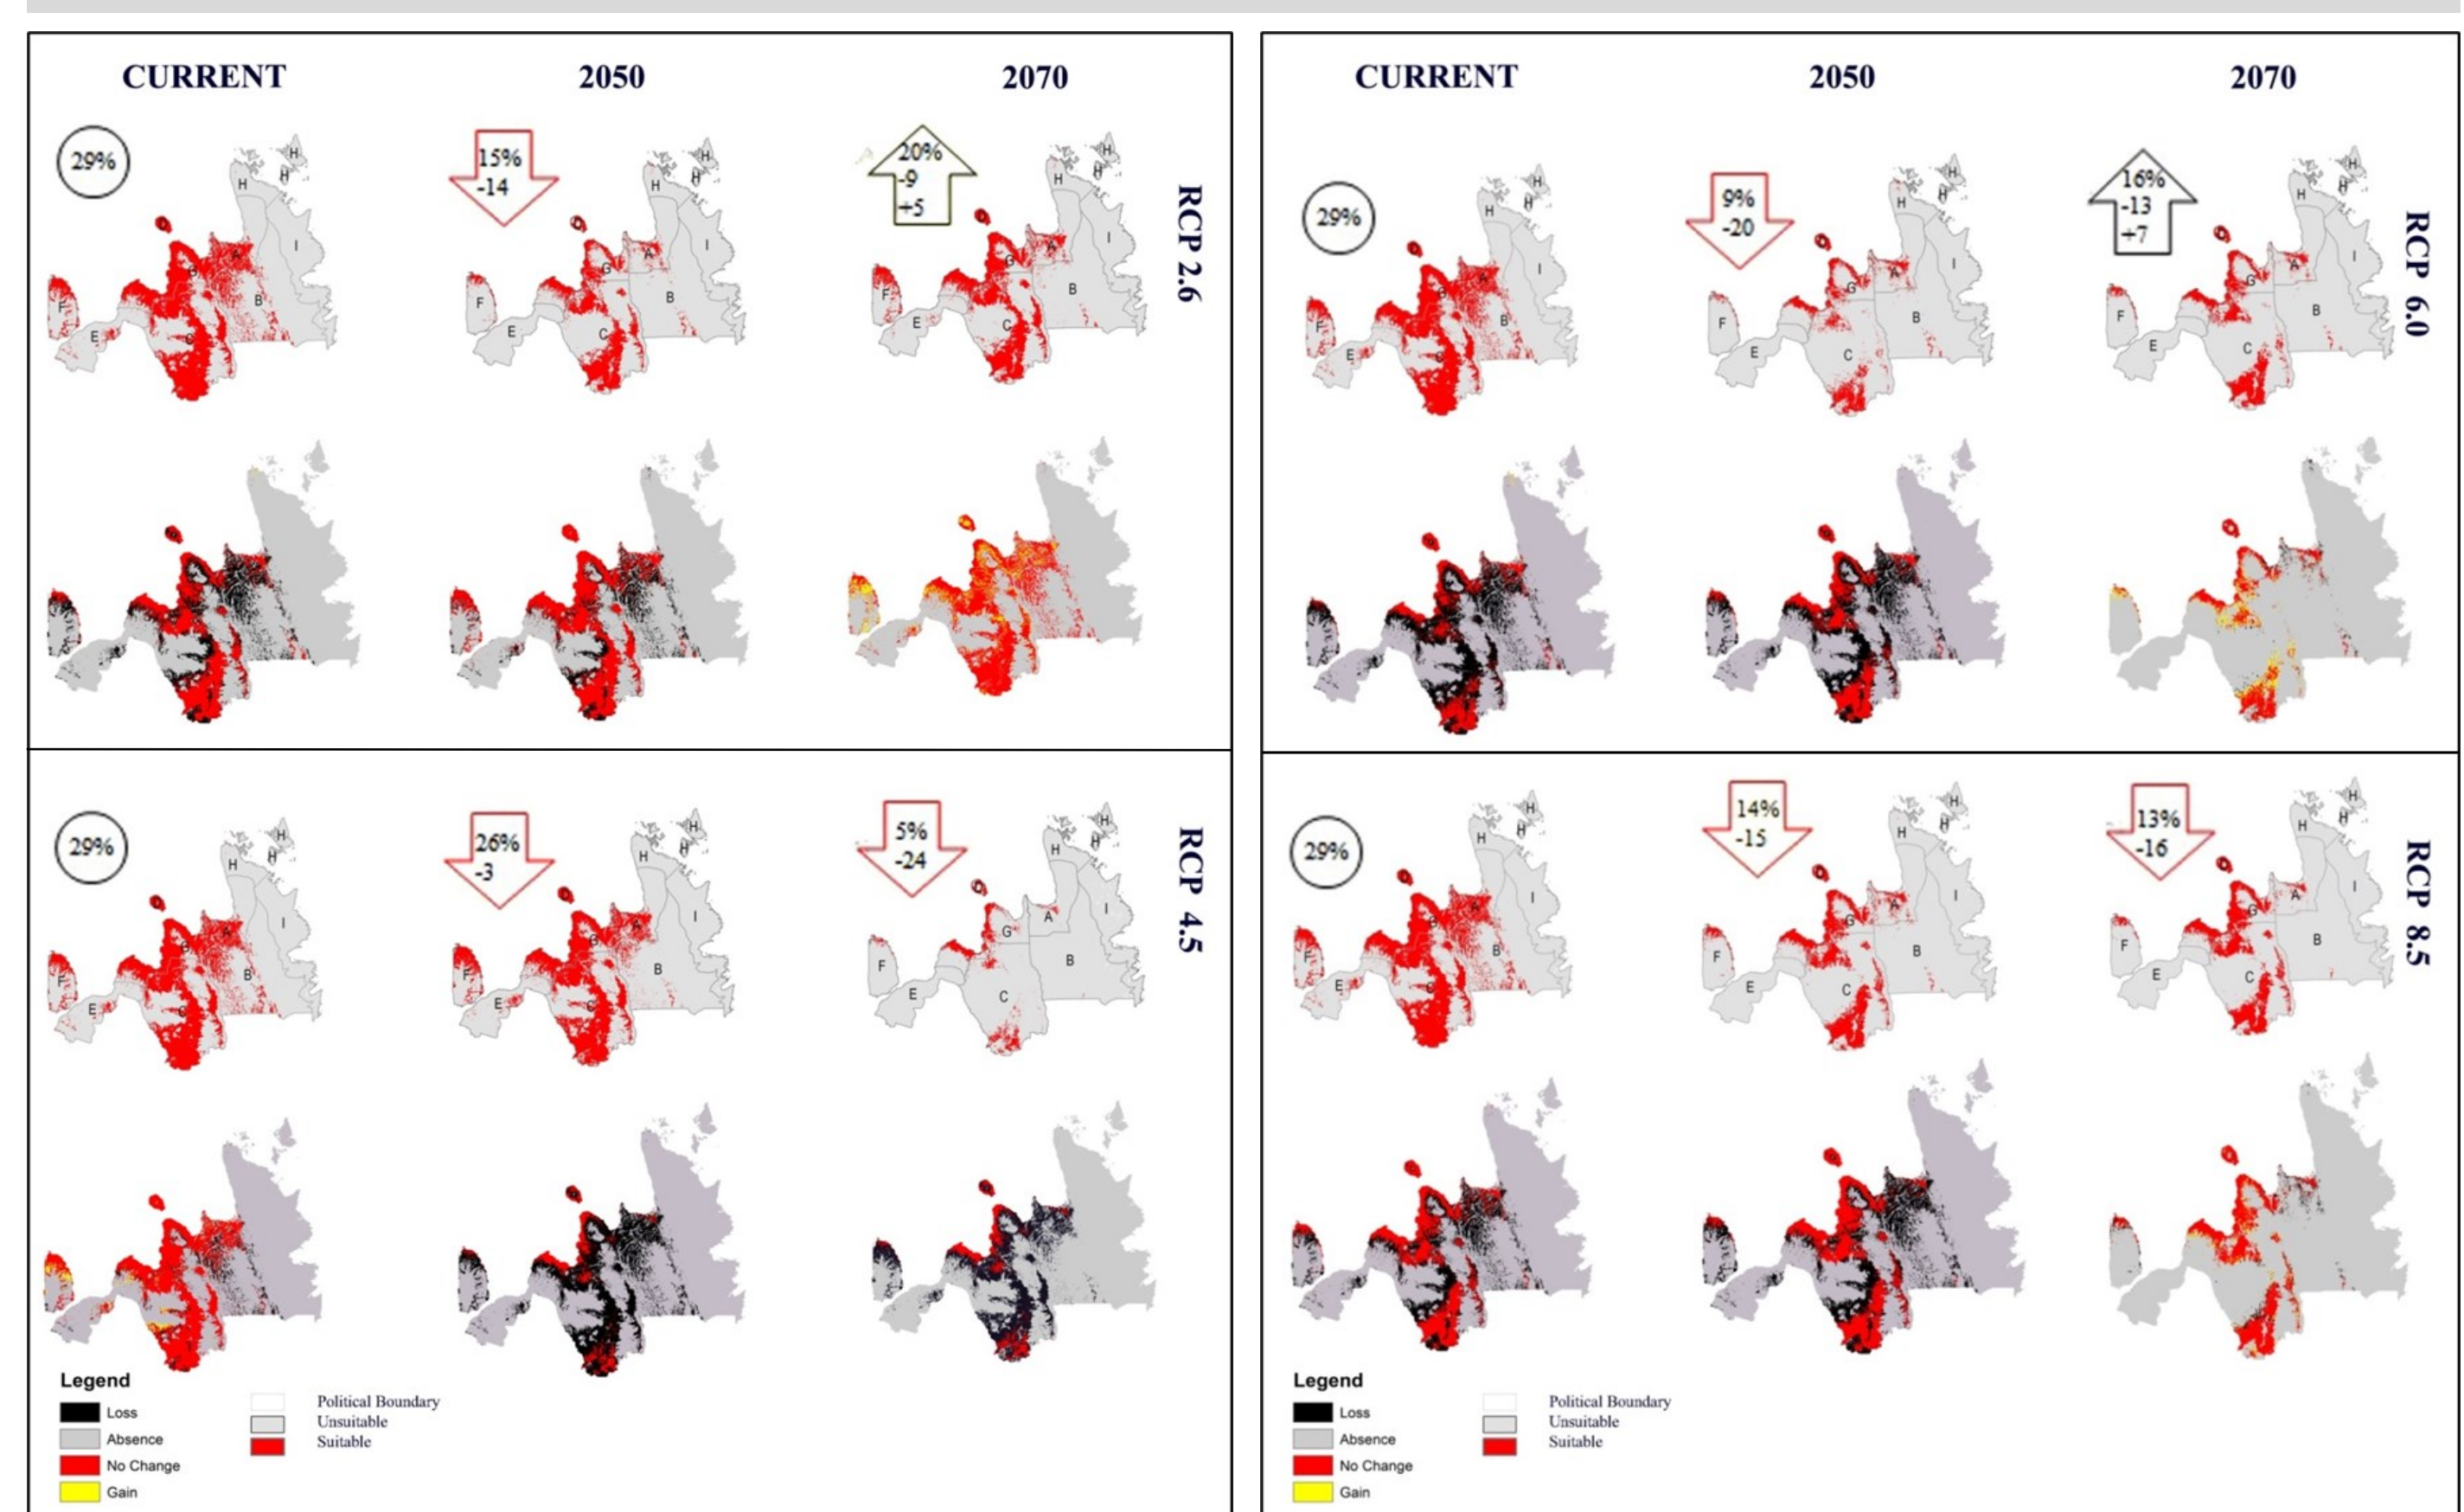 CURRENT 2050 2070
29%
15%
-14
20%
-9
+5
H
H
H
I
A
G
B
F
E
C
H
H
H
I
A
G
B
F
E
C
H
H
H
I
A
G
B
F
E
C
RCP 2.6
CURRENT 2050 2070
29%
9%
-20
16%
-13
+7
H
H
H
I
A
G
B
F
E
C
H
H
H
I
A
G
B
F
E
C
H
H
H
I
A
G
B
F
E
C
RCP 6.0
29%
26%
-3
5%
-24
H
H
H
I
A
G
B
F
E
C
H
H
H
I
A
G
B
F
E
C
H
H
H
I
A
G
B
F
E
C
RCP 4.5
Legend
Loss
Absence
No Change
Gain
Political Boundary
Unsuitable
Suitable
29%
14%
-15
13%
-16
H
H
H
I
A
G
B
F
E
C
H
H
H
I
A
G
B
F
E
C
H
H
H
I
A
G
B
F
E
C
RCP 8.5
Legend
Loss
Absence
No Change
Gain
Political Boundary
Unsuitable
Suitable